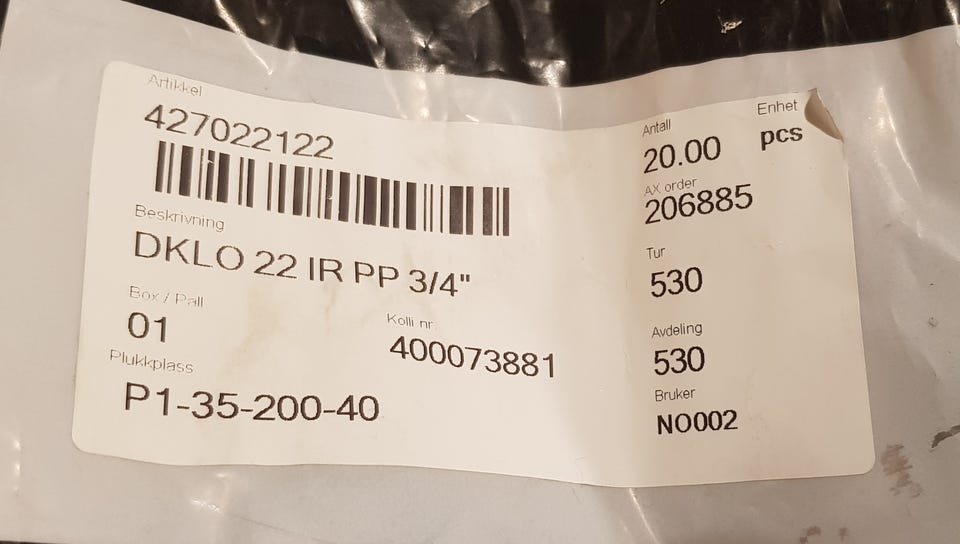 Artikkel
427022122
Beskrivning
DKLO 22 IR PP 3/4"
Box / Pall
01
Kolli nr.
400073881
Plukkplass
P1-35-200-40
Antall
20.00
Enhet
pcs
AX order
206885
Tur
530
Avdeling
530
Bruker
NO002